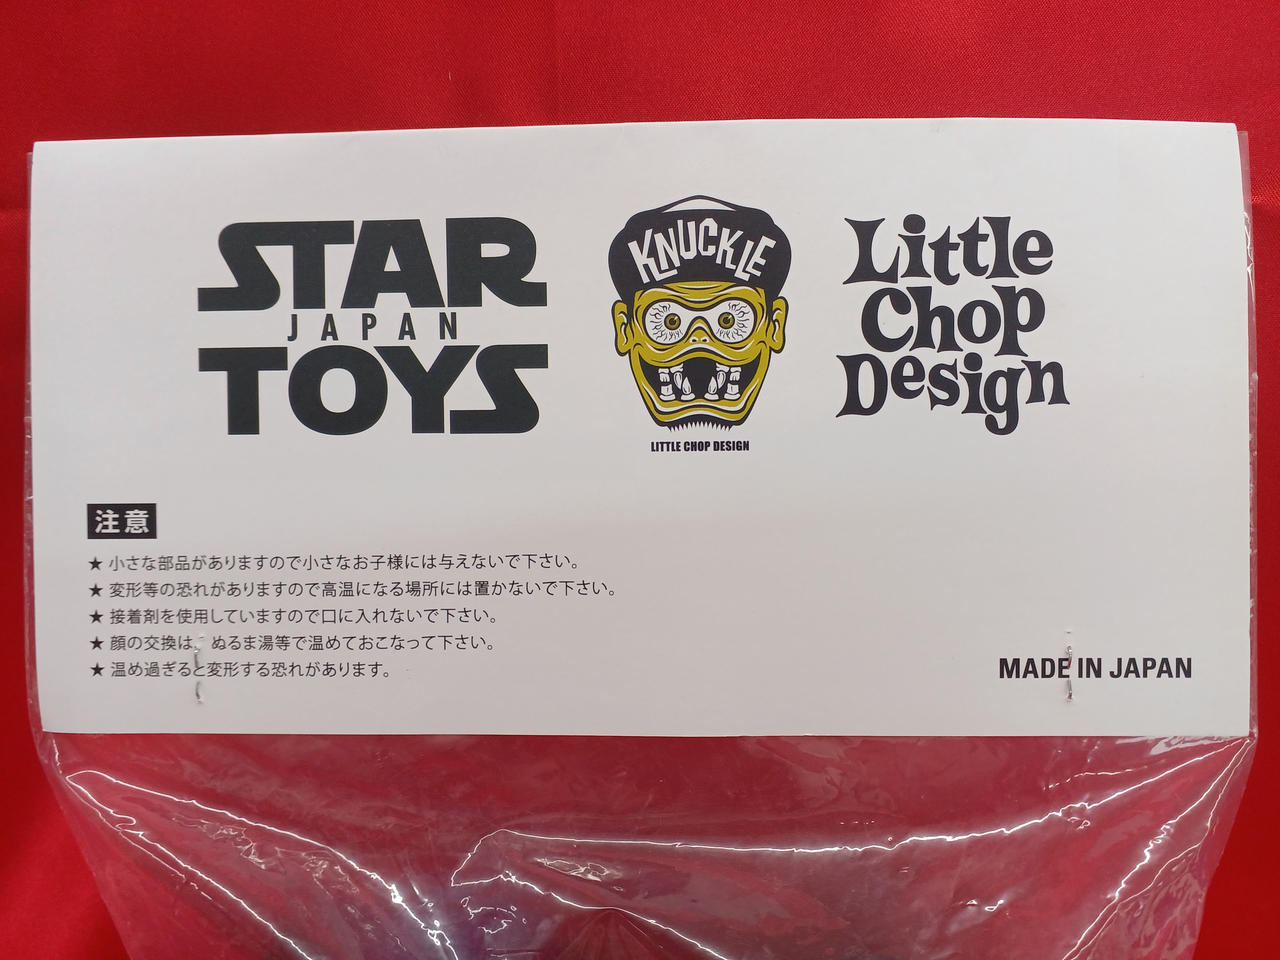 STAR
JAPAN
TOYS
KNUCKLE
LITTLE CHOP DESIGN
Little
Chop
Design
注意
★ 小さな部品がありますので小さなお子様には与えないで下さい。
★ 変形等の恐れがありますので高温になる場所には置かないで下さい。
★ 接着剤を使用していますので口に入れないで下さい。
★ 顔の交換は、ぬるま湯等で温めておこなって下さい。
★ 温め過ぎると変形する恐れがあります。
MADE IN JAPAN